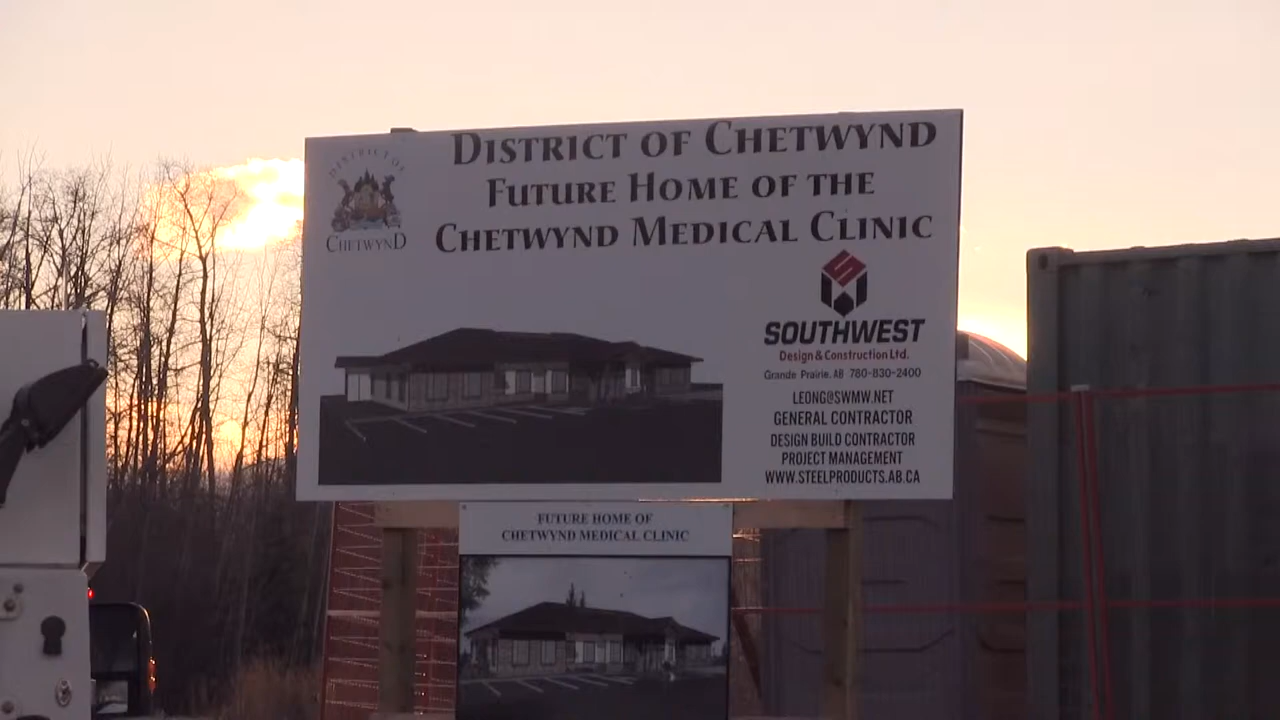 DISTRICT OF CHETWYND
FUTURE HOME OF THE
CHETWYND MEDICAL CLINIC
DISTRICT OF
CHETWYND
SOUTHWEST
Design & Construction Ltd.
Grande Prairie, AB 780-830-2400
LEONG@SWMW.NET
GENERAL CONTRACTOR
DESIGN BUILD CONTRACTOR
PROJECT MANAGEMENT
WWW.STEELPRODUCTS.AB.CA
FUTURE HOME OF
CHETWYND MEDICAL CLINIC